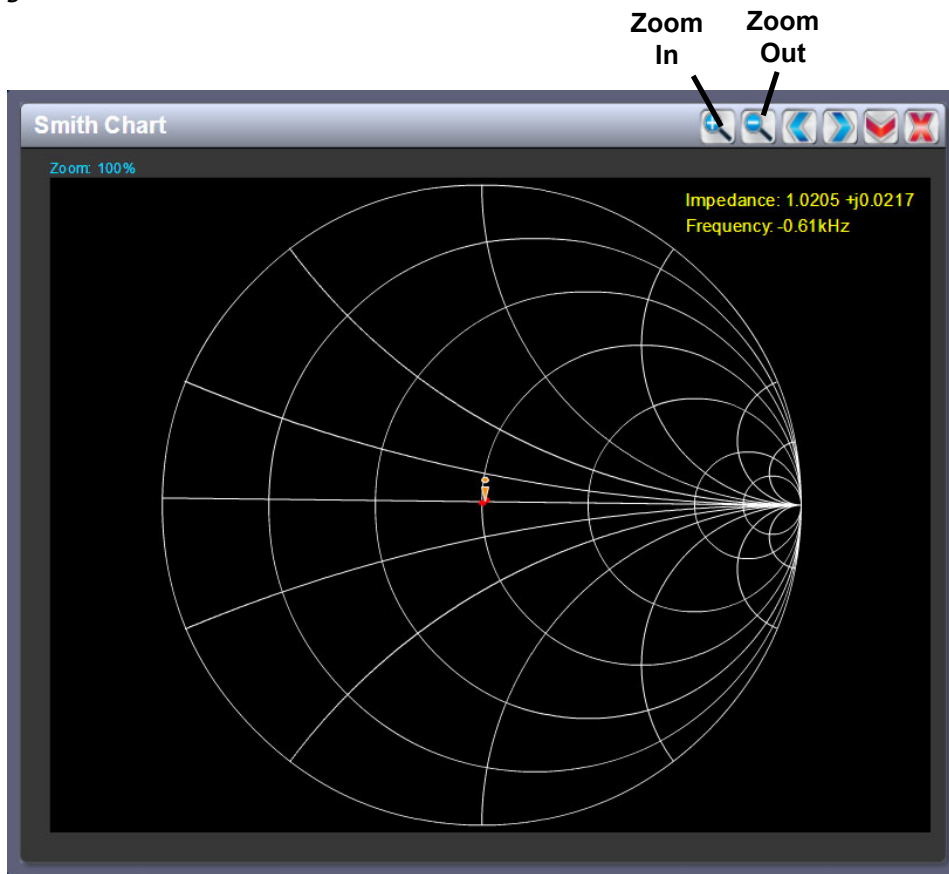 Zoom In
Zoom Out
Smith Chart
Zoom: 100%
Impedance: 1.0205 +j0.0217
Frequency: -0.61kHz